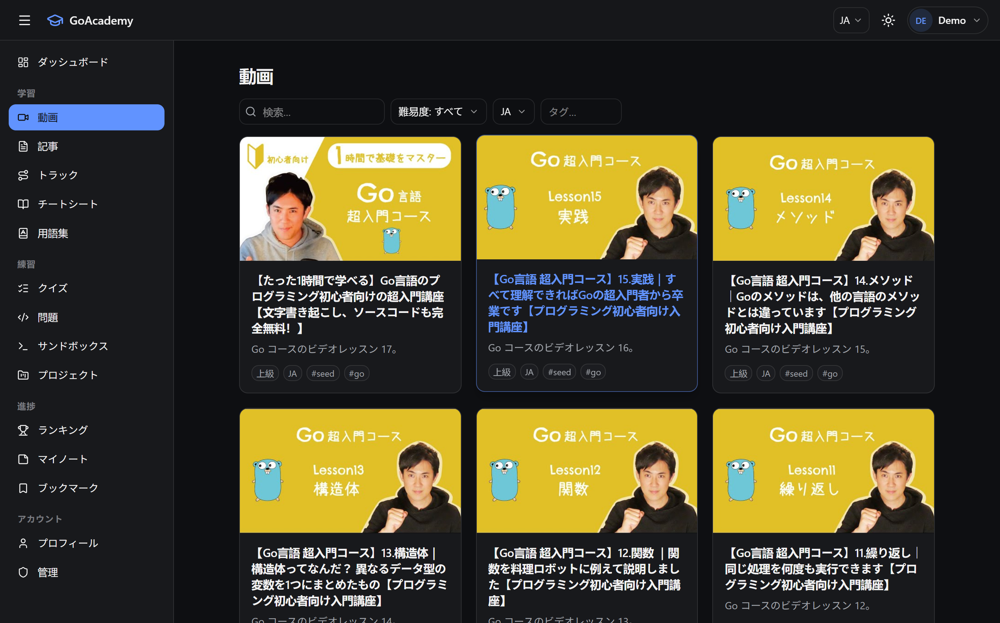 GoAcademy
JA
DE
Demo
ダッシュボード
学習
動画
記事
トラック
チートシート
用語集
練習
クイズ
問題
サンドボックス
プロジェクト
進捗
ランキング
マイノート
ブックマーク
アカウント
プロフィール
管理
動画
検索...
難易度: すべて
JA
タグ...
初心者向け
1時間で基礎をマスター
Go 言語
超入門コース
【たった1時間で学べる】Go言語のプ
ログラミング初心者向けの超入門講座
【文字書き起こし、ソースコードも完
全無料！】
Go コースのビデオレッスン 17。
上級
JA
#seed
#go
Go 超入門コース
Lesson15
実践
【Go言語 超入門コース】15.実践｜す
べて理解できればGoの超入門者から卒
業です【プログラミング初心者向け入
門講座】
Go コースのビデオレッスン 16。
上級
JA
#seed
#go
Go 超入門コース
Lesson14
メソッド
【Go言語 超入門コース】14.メソッド
｜Goのメソッドは、他の言語のメソッ
ドとは違っています【プログラミング
初心者向け入門講座】
Go コースのビデオレッスン 15。
上級
JA
#seed
#go
Go 超入門コース
Lesson13
構造体
【Go言語 超入門コース】13.構造体｜
構造体ってなんだ？ 異なるデータ型の
変数を1つにまとめたもの【プログラミ
ング初心者向け入門講座】
Go コースのビデオレッスン 14。
Go 超入門コース
Lesson12
関数
【Go言語 超入門コース】12.関数 ｜関
数を料理ロボットに例えて説明しまし
た【プログラミング初心者向け入門講
座】
Go コースのビデオレッスン 13。
Go 超入門コース
Lesson11
繰り返し
【Go言語 超入門コース】11.繰り返し｜
同じ処理を何度も実行できます【プロ
グラミング初心者向け入門講座】
Go コースのビデオレッスン 12。